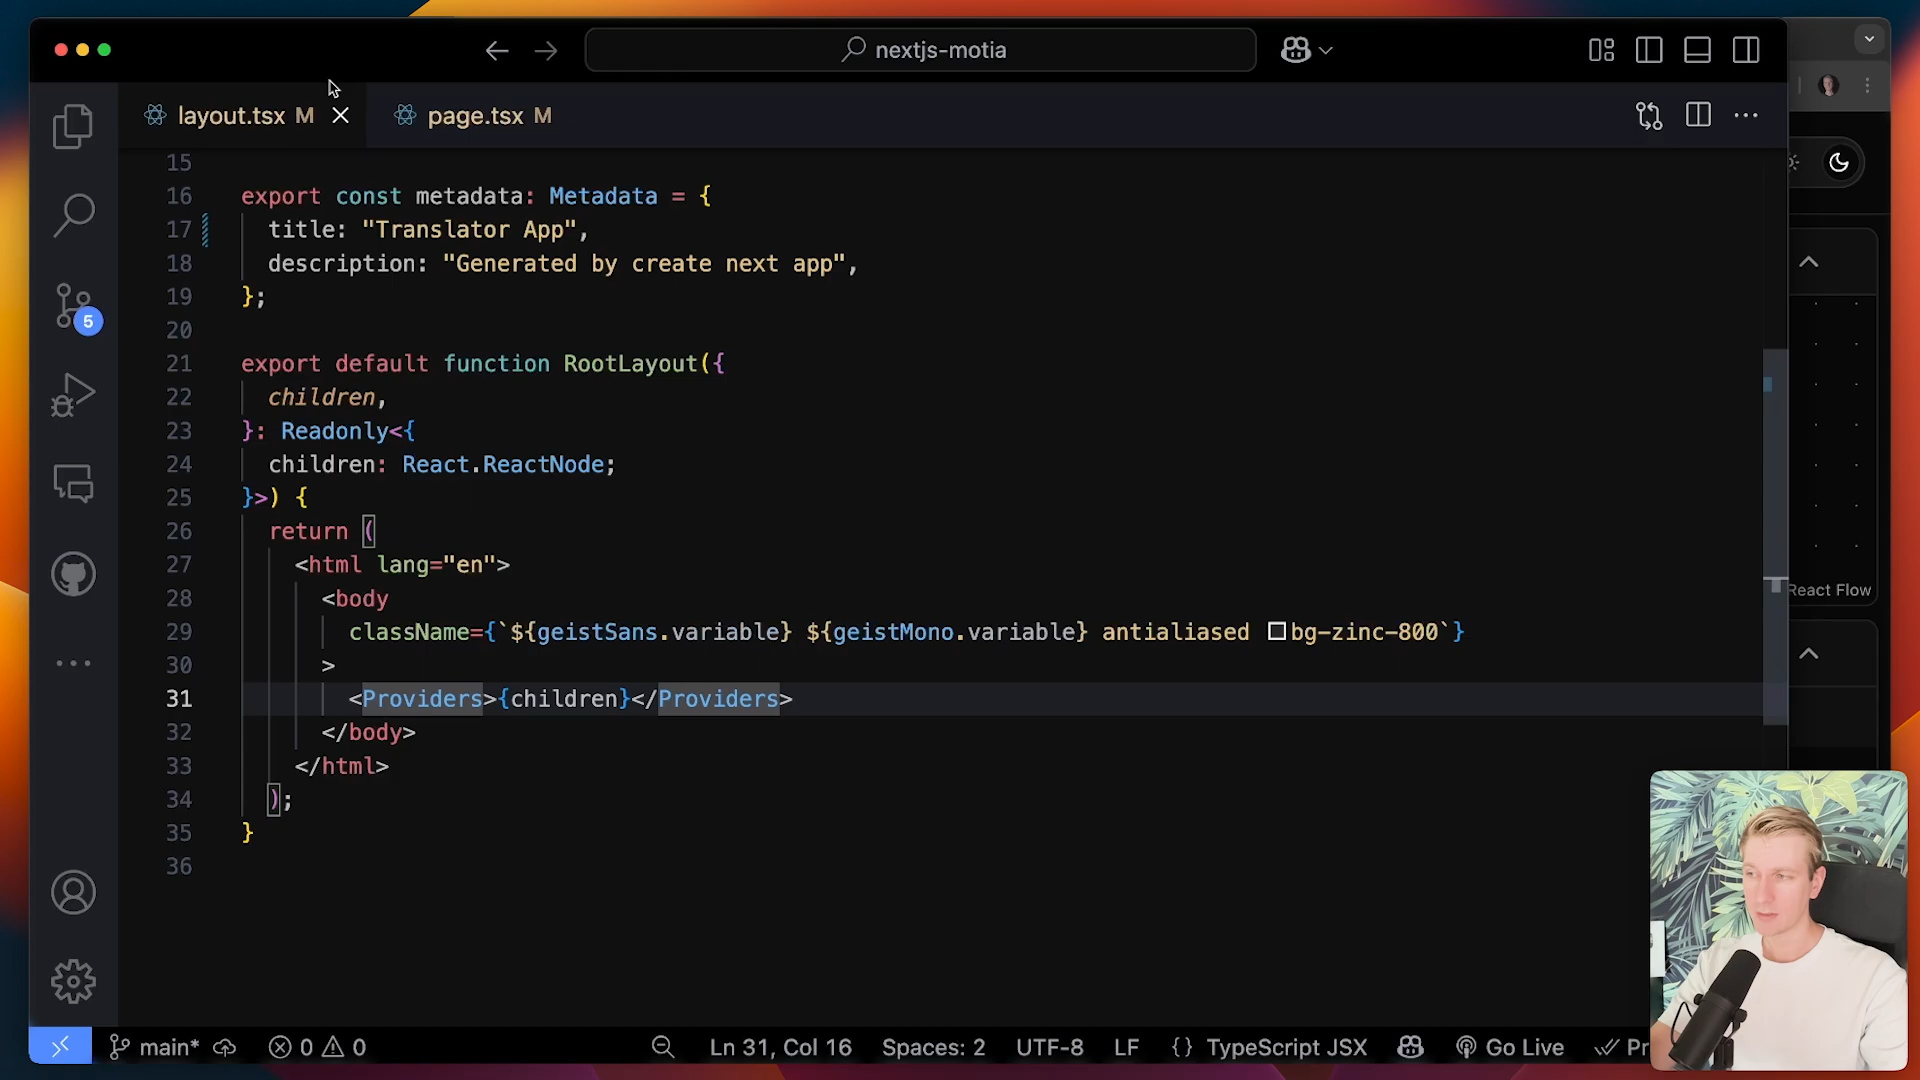 nextjs-motia
layout.tsx M
page.tsx M
15
16 export const metadata: Metadata = {
17 title: "Translator App",
18 description: "Generated by create next app",
19 };
20
21 export default function RootLayout({
22 children,
23 }: Readonly<{
24 children: React.ReactNode;
25 }>) {
26 return (
27 <html lang="en">
28 <body
29 className={`${geistSans.variable} ${geistMono.variable} antialiased bg-zinc-800`}
30 >
31 <Providers>{children}</Providers>
32 </body>
33 </html>
34 );
35 }
36
5
React Flow
main* 0 0 Ln 31, Col 16 Spaces: 2 UTF-8 LF {} TypeScript JSX Go Live Pr